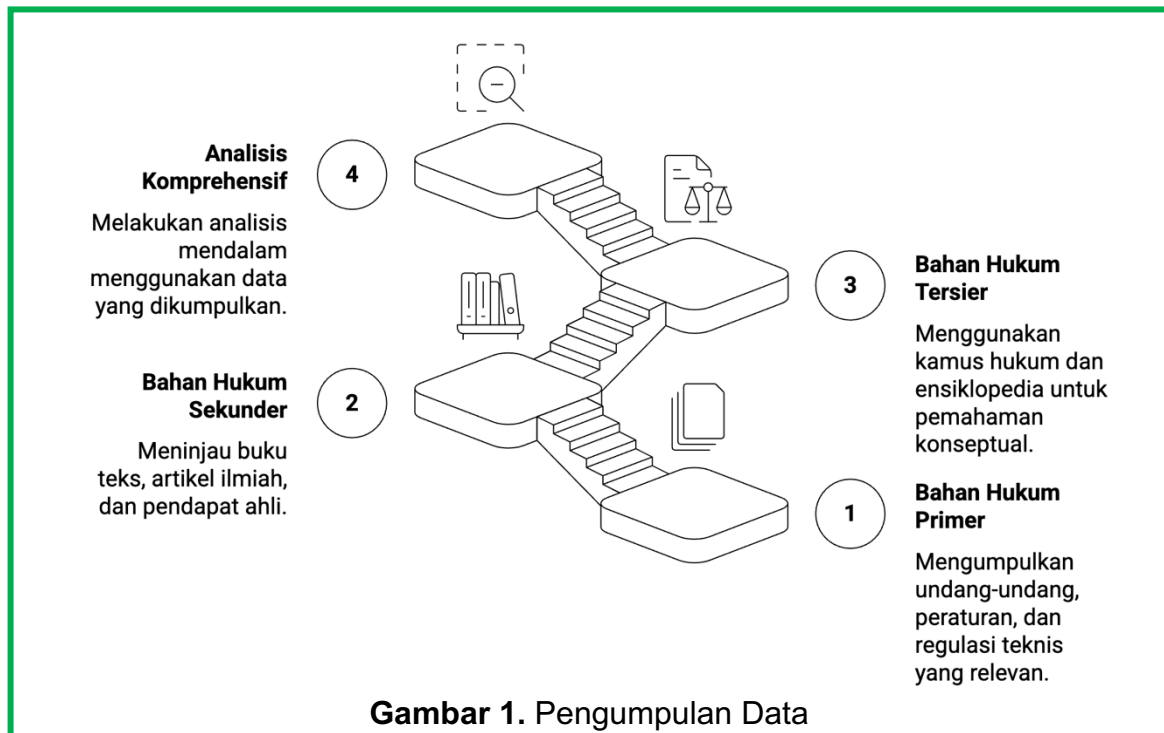 Analisis
Komprehensif
4
Melakukan analisis
mendalam
menggunakan data
yang dikumpulkan.
3
Bahan Hukum
Tersier
Menggunakan
kamus hukum dan
ensiklopedia untuk
pemahaman
konseptual.
Bahan Hukum
Sekunder
2
Meninjau buku
teks, artikel ilmiah,
dan pendapat ahli.
1
Bahan Hukum
Primer
Mengumpulkan
undang-undang,
peraturan, dan
regulasi teknis
yang relevan.
Gambar 1. Pengumpulan Data